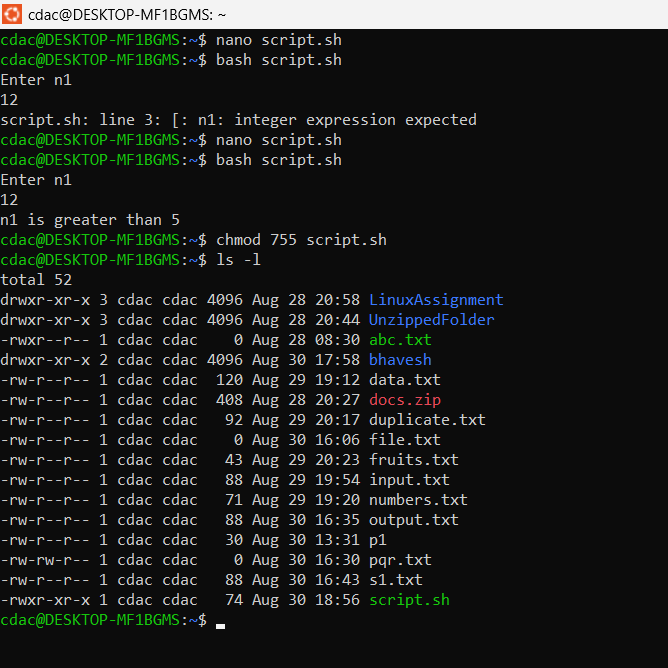 cdac@DESKTOP-MF1BGMS: ~
cdac@DESKTOP-MF1BGMS:~$ nano script.sh
cdac@DESKTOP-MF1BGMS:~$ bash script.sh
Enter n1
12
script.sh: line 3: [: n1: integer expression expected
cdac@DESKTOP-MF1BGMS:~$ nano script.sh
cdac@DESKTOP-MF1BGMS:~$ bash script.sh
Enter n1
12
n1 is greater than 5
cdac@DESKTOP-MF1BGMS:~$ chmod 755 script.sh
cdac@DESKTOP-MF1BGMS:~$ ls -l
total 52
drwxr-xr-x 3 cdac cdac 4096 Aug 28 20:58 LinuxAssignment
drwxr-xr-x 3 cdac cdac 4096 Aug 28 20:44 UnzippedFolder
-rwxr--r-- 1 cdac cdac    0 Aug 28 08:30 abc.txt
drwxr-xr-x 2 cdac cdac 4096 Aug 30 17:58 bhavesh
-rw-r--r-- 1 cdac cdac  120 Aug 29 19:12 data.txt
-rw-r--r-- 1 cdac cdac  408 Aug 28 20:27 docs.zip
-rw-r--r-- 1 cdac cdac   92 Aug 29 20:17 duplicate.txt
-rw-r--r-- 1 cdac cdac    0 Aug 30 16:06 file.txt
-rw-r--r-- 1 cdac cdac   43 Aug 29 20:23 fruits.txt
-rw-r--r-- 1 cdac cdac   88 Aug 29 19:54 input.txt
-rw-r--r-- 1 cdac cdac   71 Aug 29 19:20 numbers.txt
-rw-r--r-- 1 cdac cdac   88 Aug 30 16:35 output.txt
-rw-r--r-- 1 cdac cdac   30 Aug 30 13:31 p1
-rw-rw-r-- 1 cdac cdac    0 Aug 30 16:30 pqr.txt
-rw-r--r-- 1 cdac cdac   88 Aug 30 16:43 s1.txt
-rwxr-xr-x 1 cdac cdac   74 Aug 30 18:56 script.sh
cdac@DESKTOP-MF1BGMS:~$